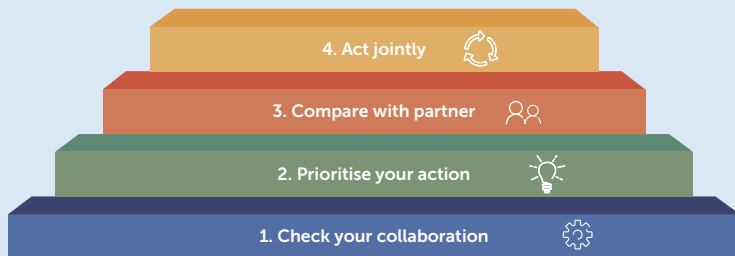 4. Act jointly
3. Compare with partner
2. Prioritise your action
1. Check your collaboration